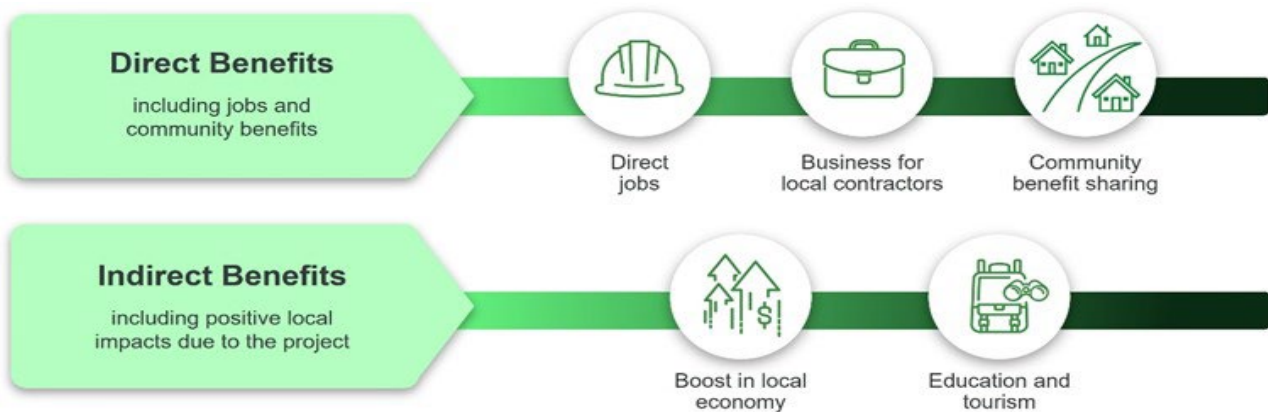 Direct Benefits
including jobs and
community benefits
Direct
jobs
Business for
local contractors
Community
benefit sharing
Indirect Benefits
including positive local
impacts due to the project
$
Boost in local
economy
Education and
tourism